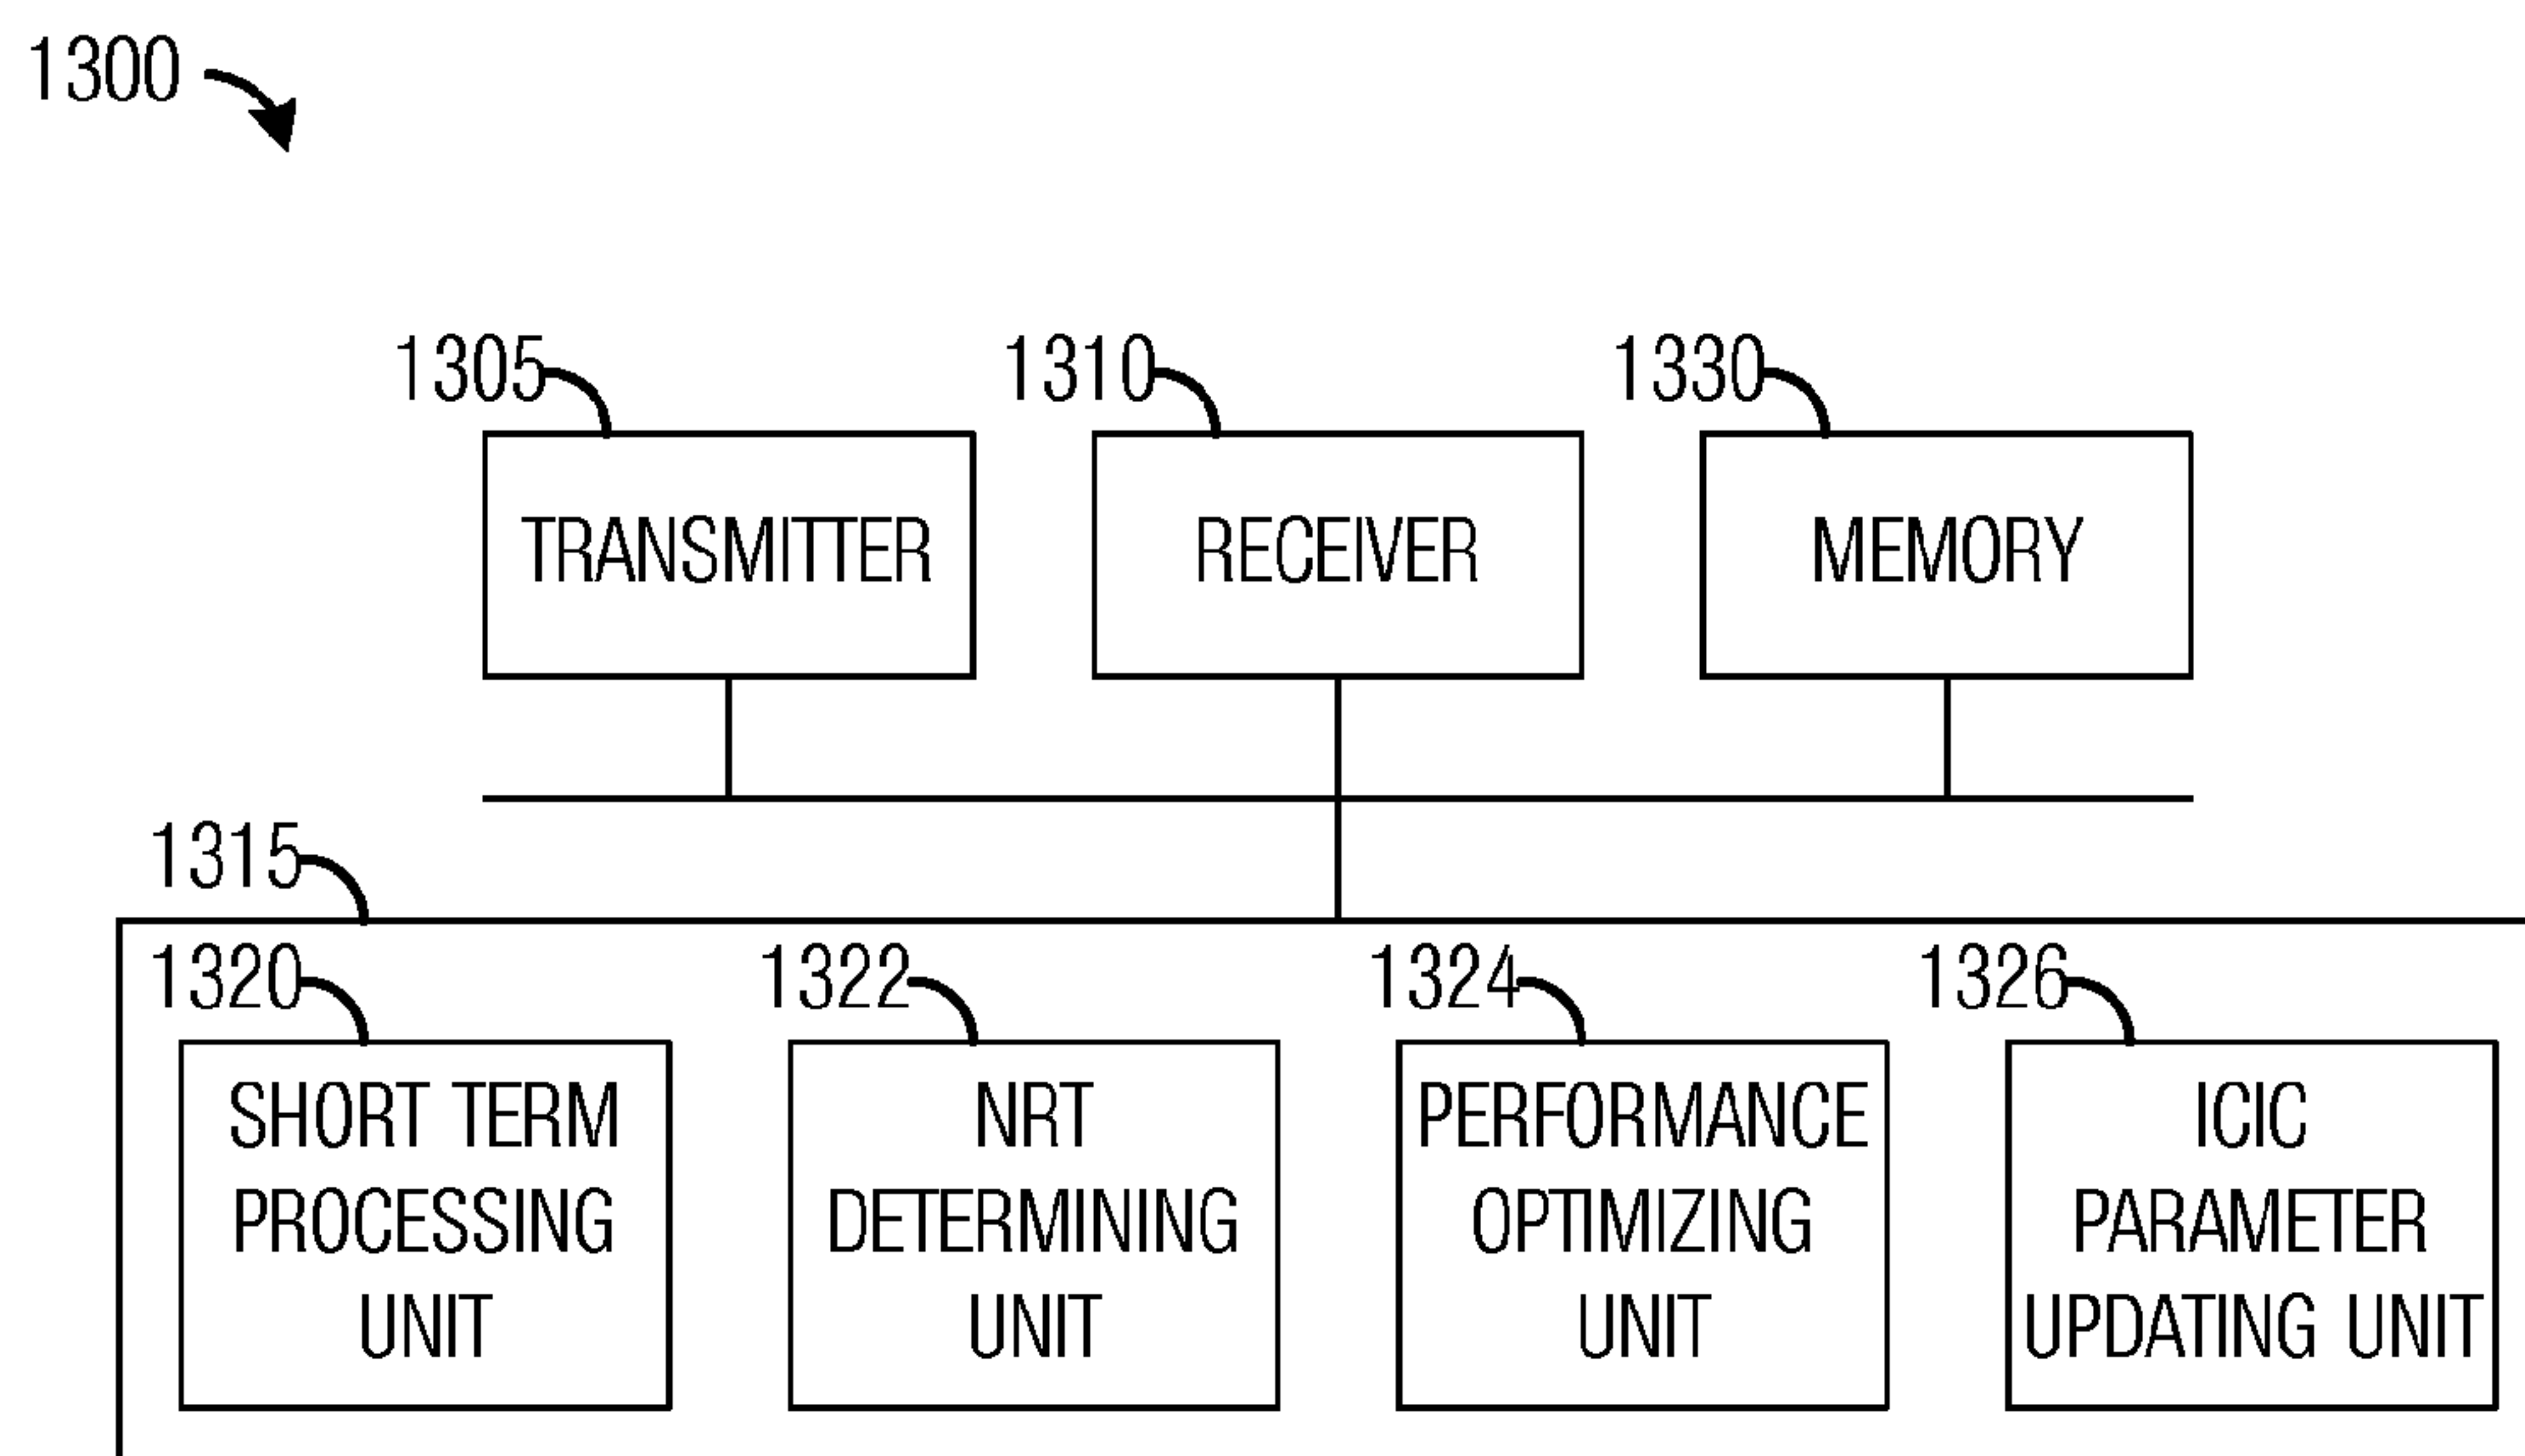 1300
1305
1310
1330
TRANSMITTER
RECEIVER
MEMORY
1315
1320
1322
1324
1326
SHORT TERM
PROCESSING
UNIT
NRT
DETERMINING
UNIT
PERFORMANCE
OPTIMIZING
UNIT
ICIC
PARAMETER
UPDATING UNIT